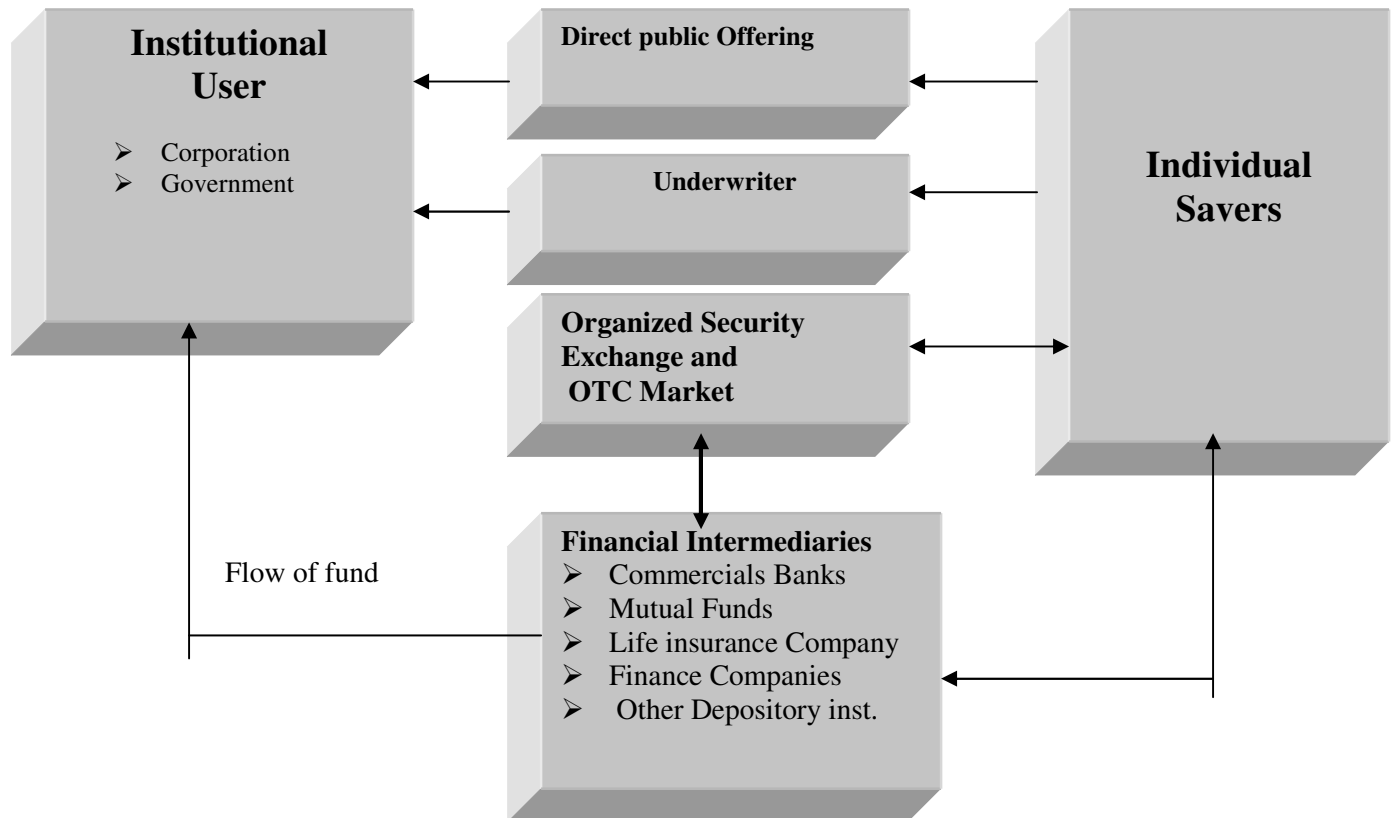 Institutional
User
➢ Corporation
➢ Government
Direct public Offering
Underwriter
Organized Security
Exchange and
OTC Market
Individual
Savers
Flow of fund
Financial Intermediaries
➢ Commercials Banks
➢ Mutual Funds
➢ Life insurance Company
➢ Finance Companies
➢ Other Depository inst.